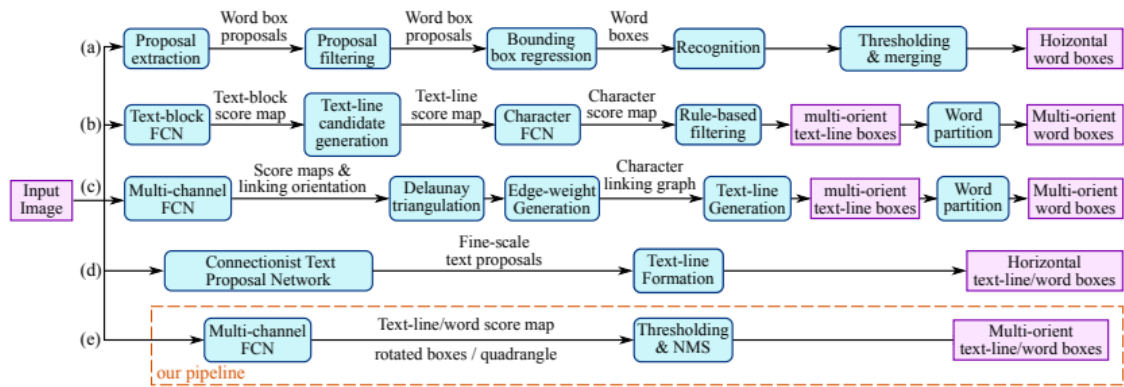 (a)
Proposal
extraction
Word box
proposals
Proposal
filtering
Word box
proposals
Bounding
box regression
Word
boxes
Recognition
Thresholding
& merging
Hoizontal
word boxes
(b)
Text-block
FCN
Text-block
score map
Text-line
candidate
generation
Text-line
score map
Character
FCN
Character
score map
Rule-based
filtering
multi-orient
text-line boxes
Word
partition
Multi-orient
word boxes
Input
Image
(c)
Multi-channel
FCN
Score maps &
linking orientation
Delaunay
triangulation
Edge-weight
Generation
Character
linking graph
Text-line
Generation
multi-orient
text-line boxes
Word
partition
Multi-orient
word boxes
(d)
Connectionist Text
Proposal Network
Fine-scale
text proposals
Text-line
Formation
Horizontal
text-line/word boxes
(e)
Multi-channel
FCN
Text-line/word score map
rotated boxes / quadrangle
Thresholding
& NMS
Multi-orient
text-line/word boxes
our pipeline